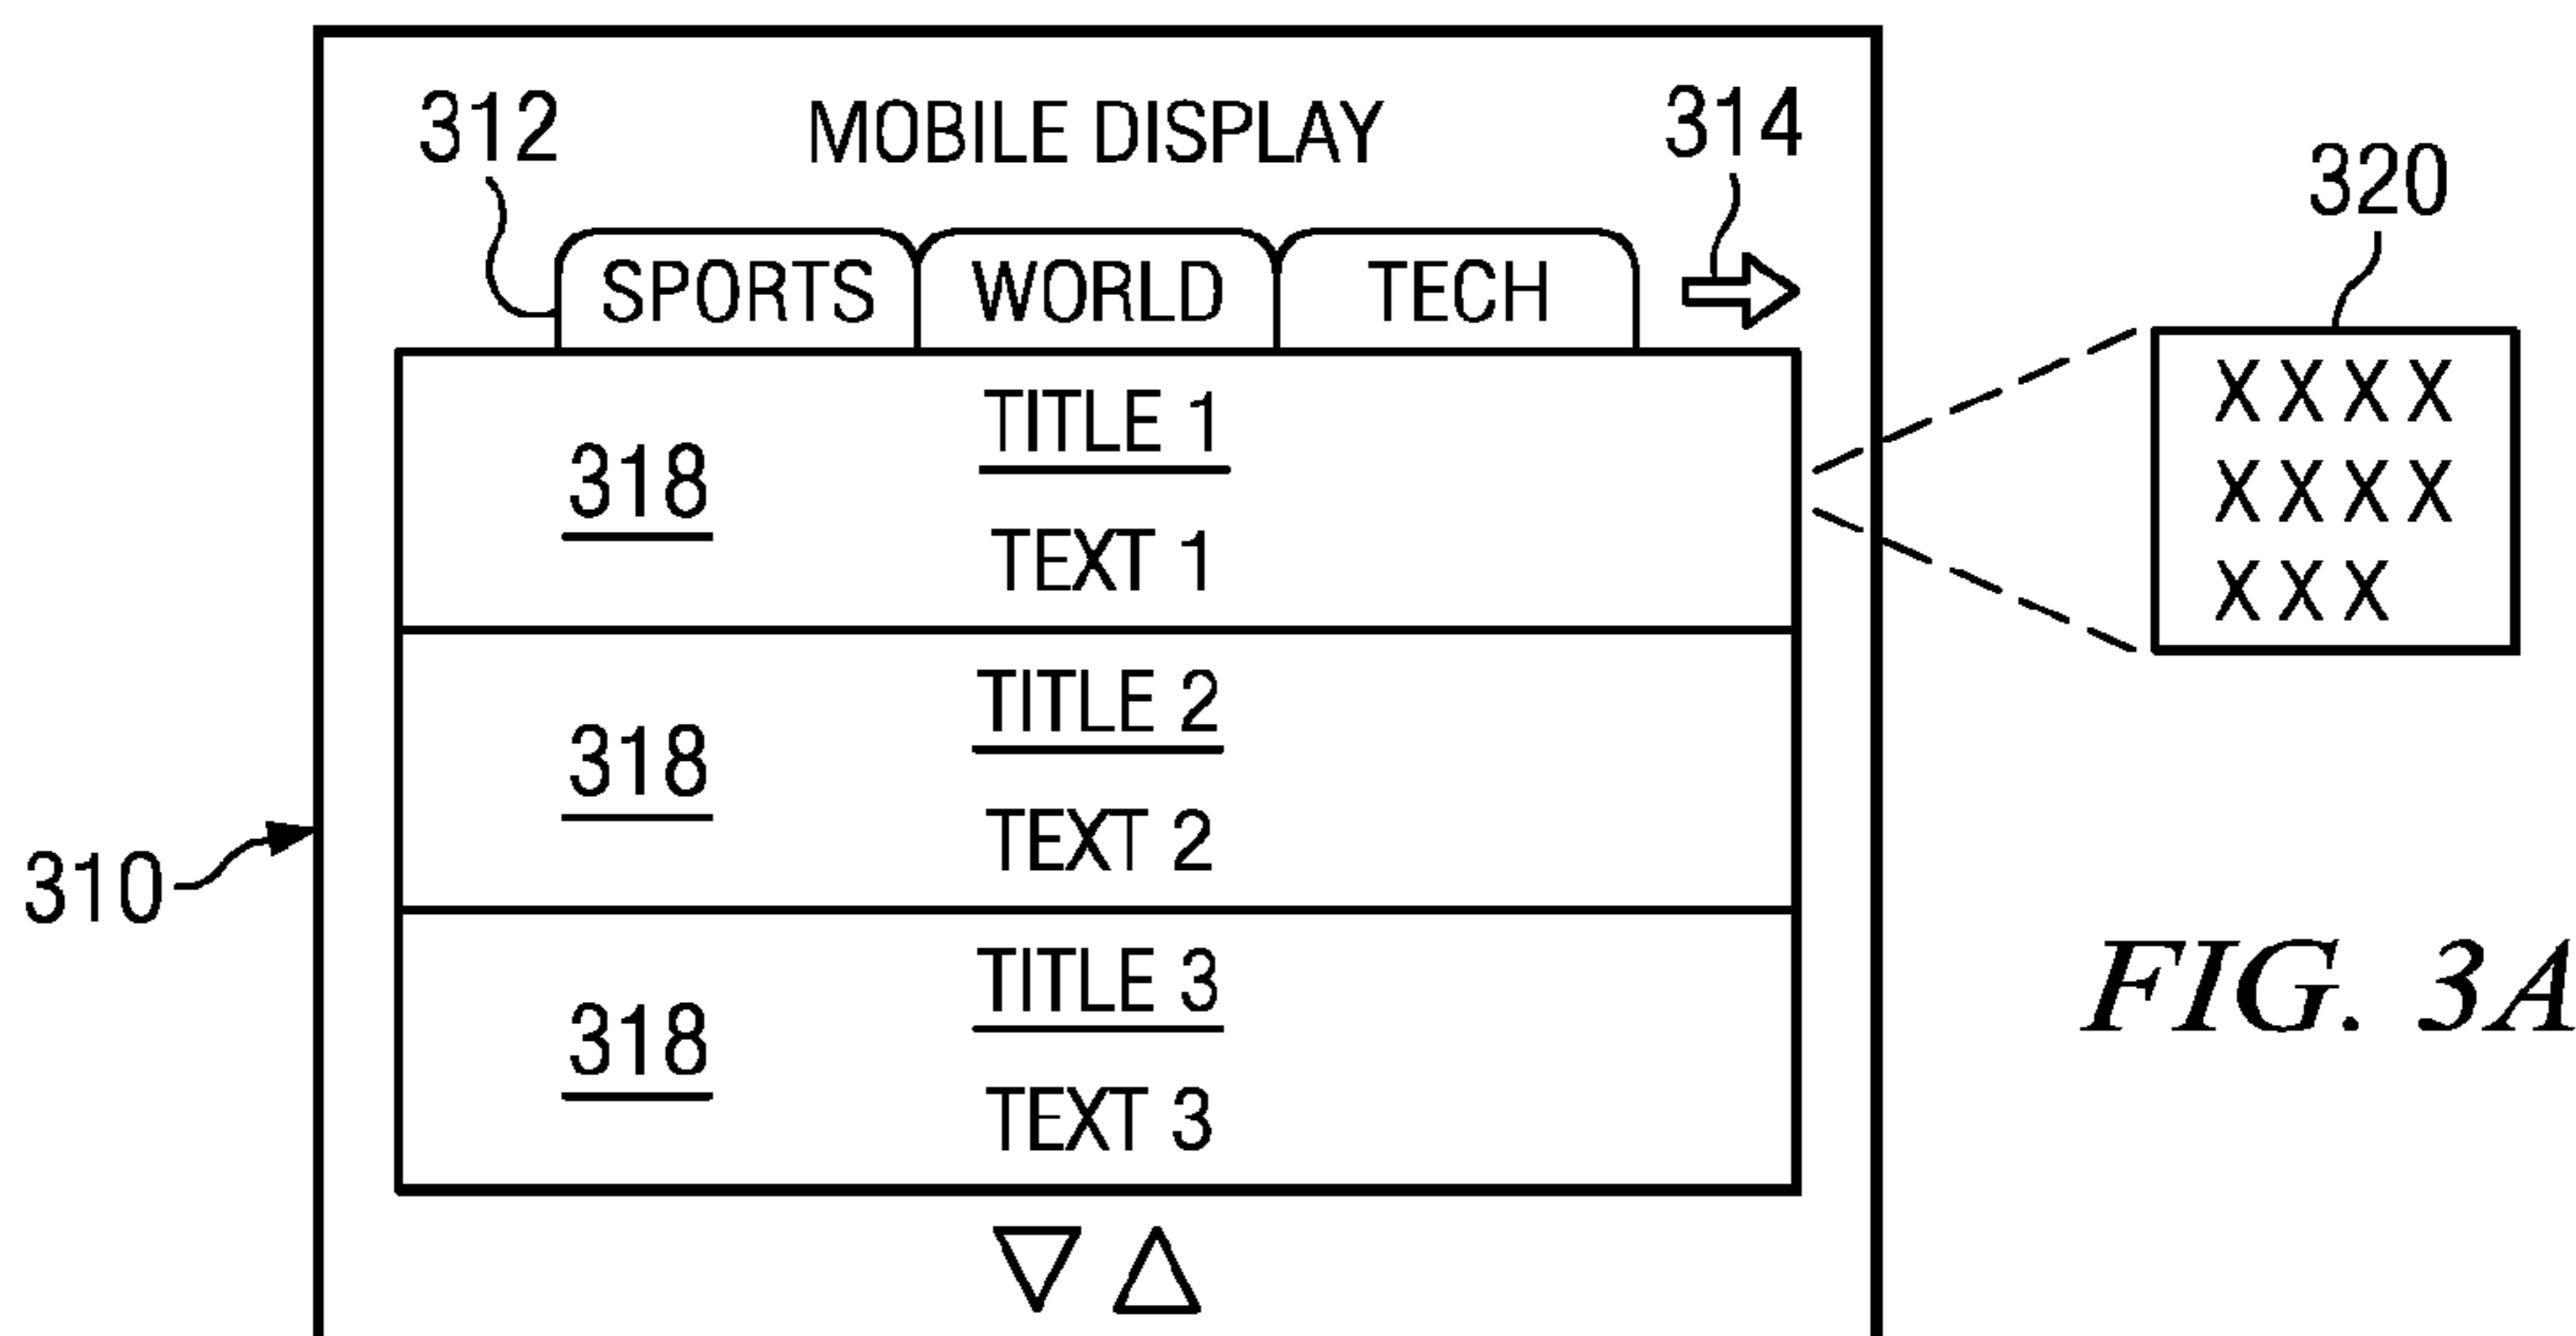 MOBILE DISPLAY
312
314
320
SPORTS WORLD TECH
TITLE 1
318
TEXT 1
XXXX
XXXX
XXX
TITLE 2
318
TEXT 2
310
TITLE 3
318
TEXT 3
FIG. 3A